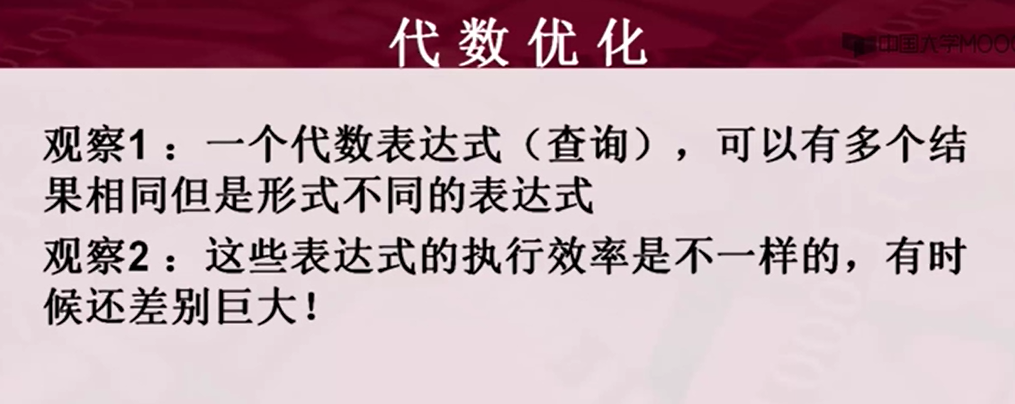 代数优化
中国大学MOO
观察1：一个代数表达式（查询），可以有多个结
果相同但是形式不同的表达式
观察2：这些表达式的执行效率是不一样的，有时
候还差别巨大！